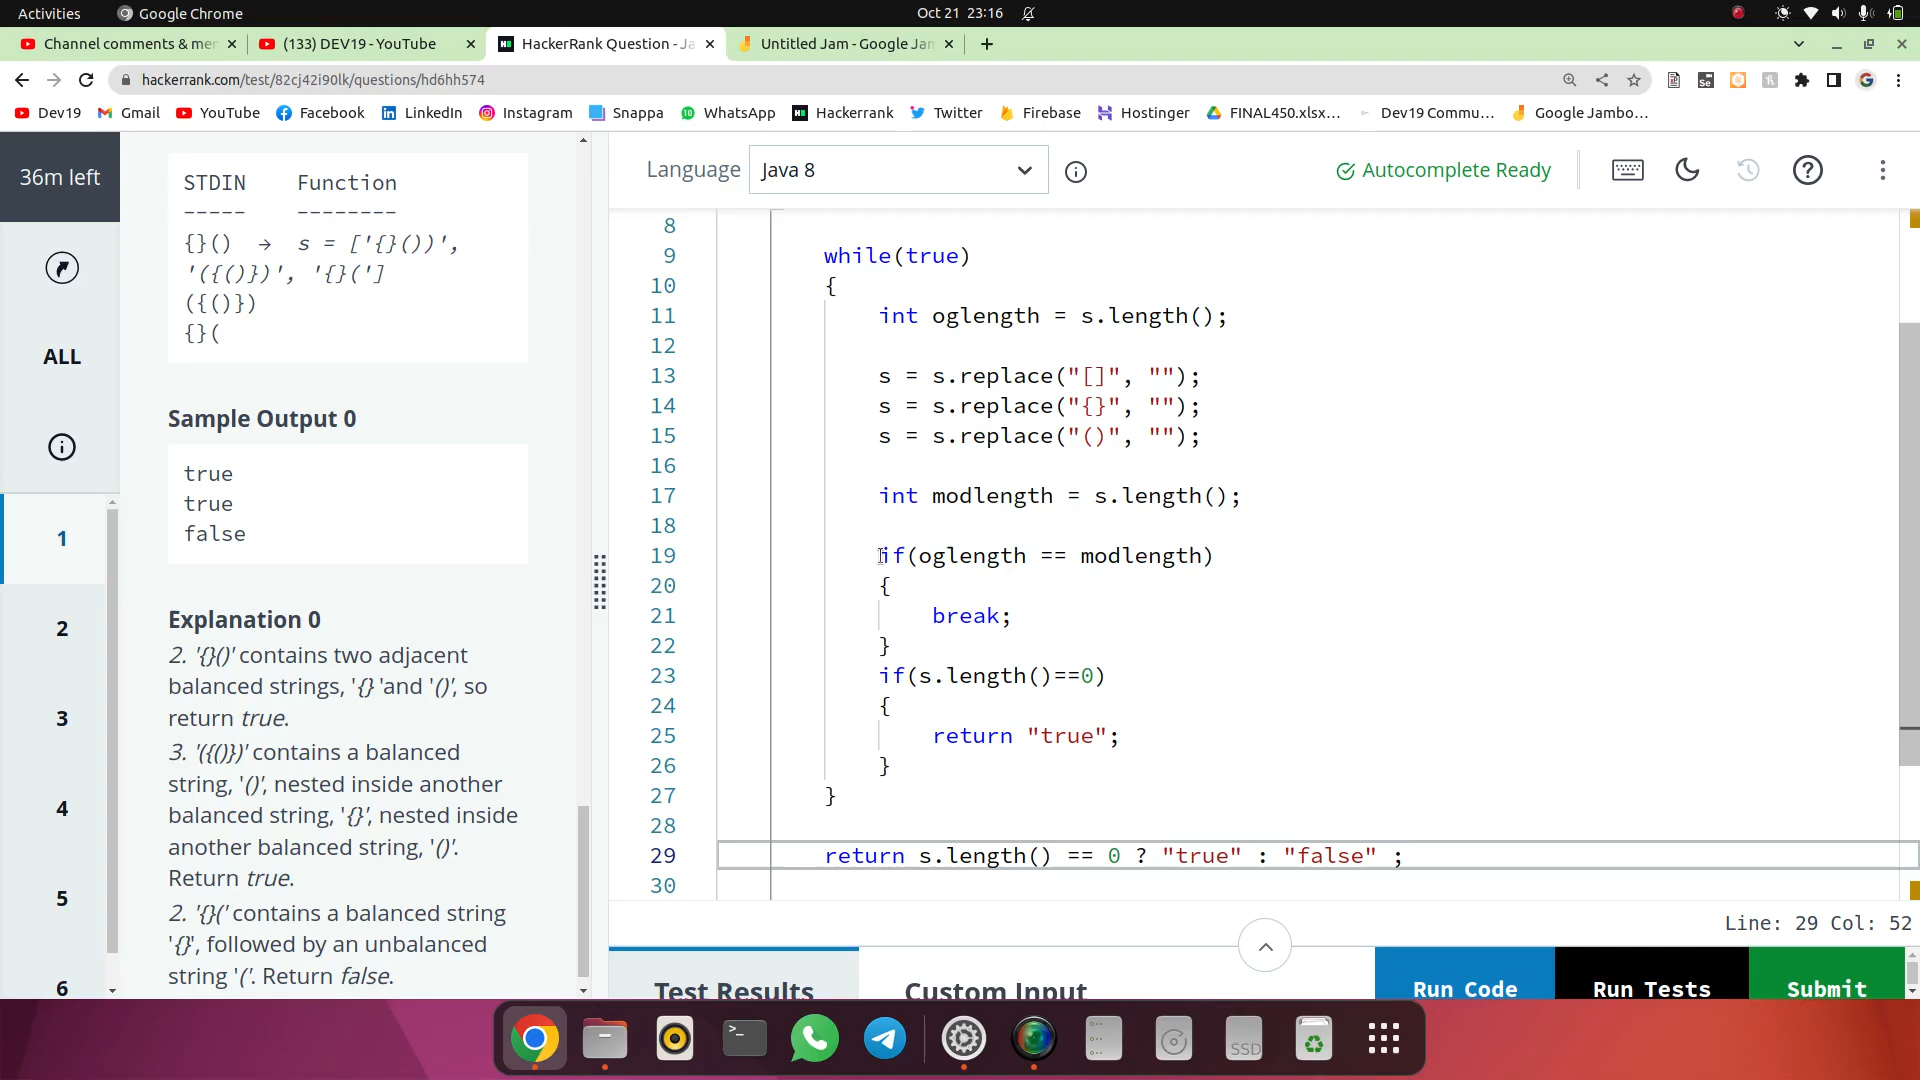 Activities
Google Chrome
Oct 21 23:16
Channel comments & mer
(133) DEV19 - YouTube
HackerRank Question - Ja
Untitled Jam - Google Jam
hackerrank.com/test/82cj42i90lk/questions/hd6hh574
Dev19
Gmail
YouTube
Facebook
LinkedIn
Instagram
Snappa
WhatsApp
Hackerrank
Twitter
Firebase
Hostinger
FINAL450.xlsx...
Dev19 Commu...
Google Jambo...
36m left
ALL
1
2
3
4
5
6
STDIN Function
----- --------
{}() → s = ['{}())',
'({()})', '{}(']
({()})
{}(
Sample Output 0
true
true
false
Explanation 0
2. '{}()' contains two adjacent
balanced strings, '{} 'and '()', so
return true.
3. '({()})' contains a balanced
string, '()', nested inside another
balanced string, '{}', nested inside
another balanced string, '()'.
Return true.
2. '{}(' contains a balanced string
'{}', followed by an unbalanced
string '('. Return false.
Language
Java 8
Autocomplete Ready
8
9 while(true)
10 {
11 int oglength = s.length();
12
13 s = s.replace("[]", "");
14 s = s.replace("{}", "");
15 s = s.replace("()", "");
16
17 int modlength = s.length();
18
19 if(oglength == modlength)
20 {
21 break;
22 }
23 if(s.length()==0)
24 {
25 return "true";
26 }
27 }
28
29 return s.length() == 0 ? "true" : "false" ;
30
Line: 29 Col: 52
Test Results
Custom Input
Run Code
Run Tests
Submit
SSD